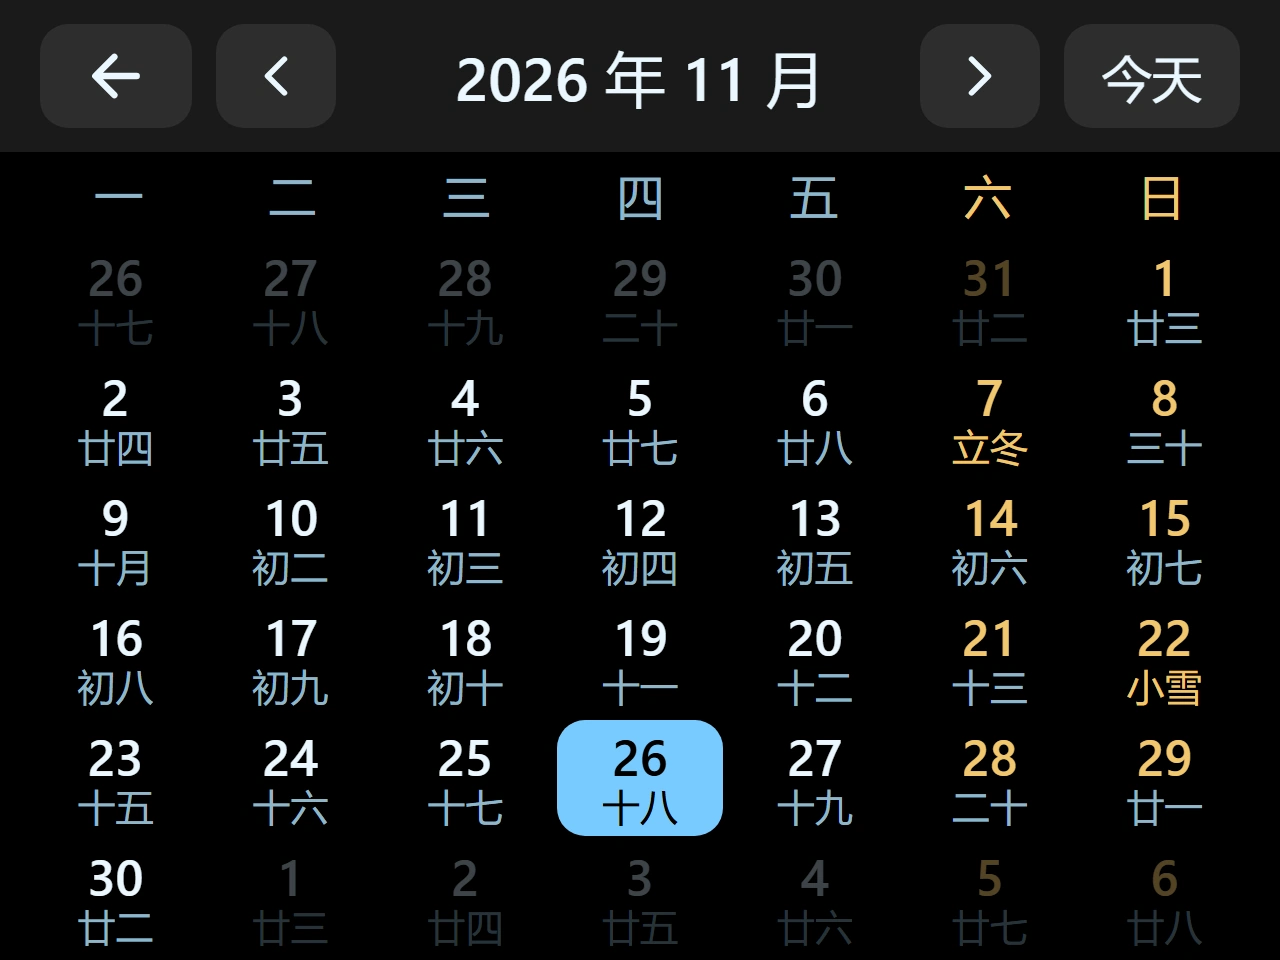 2026 年 11 月 今天
一 二 三 四 五 六 日
26 27 28 29 30 31 1
十七 十八 十九 二十 廿一 廿二 廿三
2 3 4 5 6 7 8
廿四 廿五 廿六 廿七 廿八 立冬 三十
9 10 11 12 13 14 15
十月 初二 初三 初四 初五 初六 初七
16 17 18 19 20 21 22
初八 初九 初十 十一 十二 十三 小雪
23 24 25 26 27 28 29
十五 十六 十七 十八 十九 二十 廿一
30 1 2 3 4 5 6
廿二 廿三 廿四 廿五 廿六 廿七 廿八